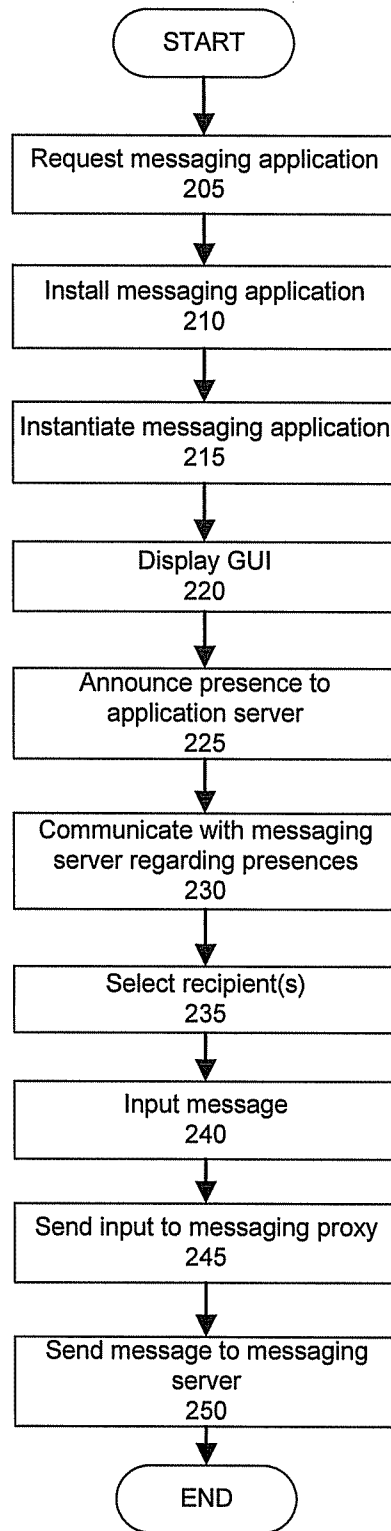 START
Request messaging application
205
Install messaging application
210
Instantiate messaging application
215
Display GUI
220
Announce presence to
application server
225
Communicate with messaging
server regarding presences
230
Select recipient(s)
235
Input message
240
Send input to messaging proxy
245
Send message to messaging
server
250
END